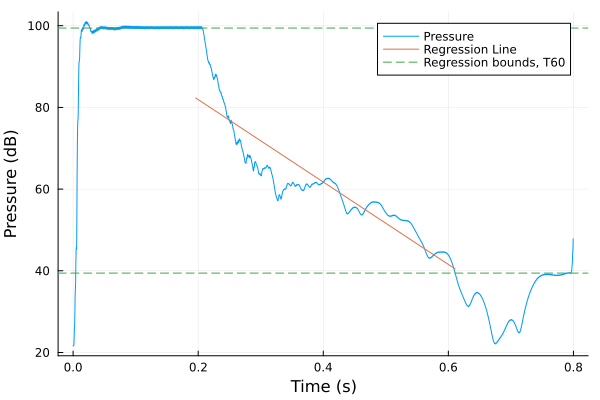 100
80
60
40
20
Pressure (dB)
Pressure
Regression Line
Regression bounds, T60
0.0
0.2
0.4
0.6
0.8
Time (s)